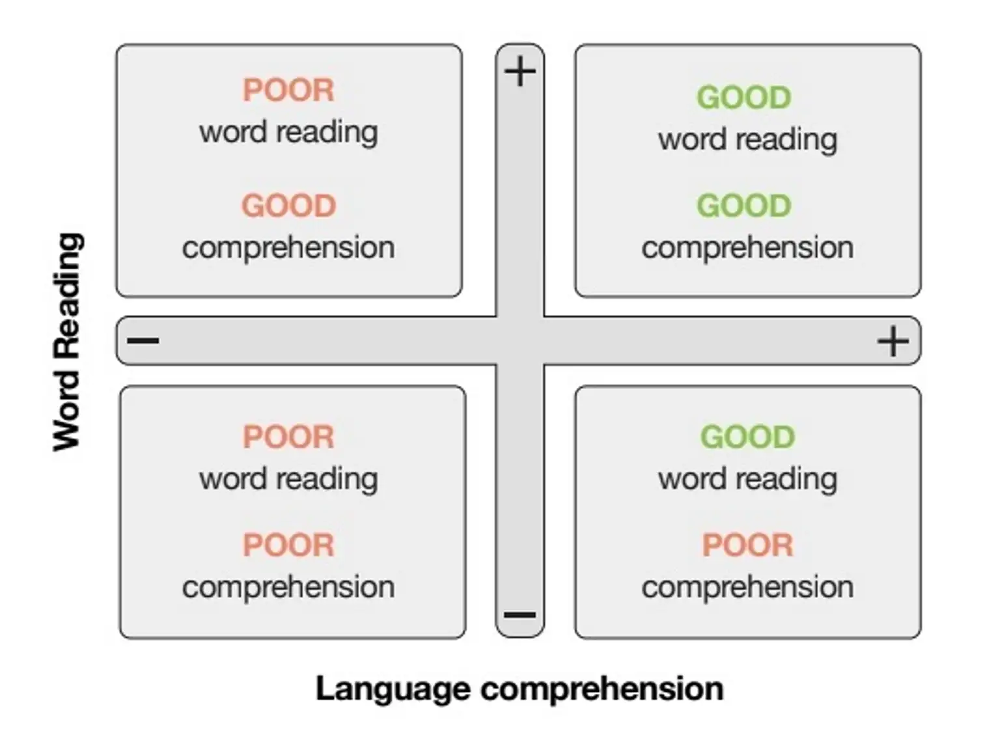 POOR
word reading
GOOD
comprehension
+
GOOD
word reading
GOOD
comprehension
Word Reading
−
+
POOR
word reading
POOR
comprehension
−
GOOD
word reading
POOR
comprehension
Language comprehension